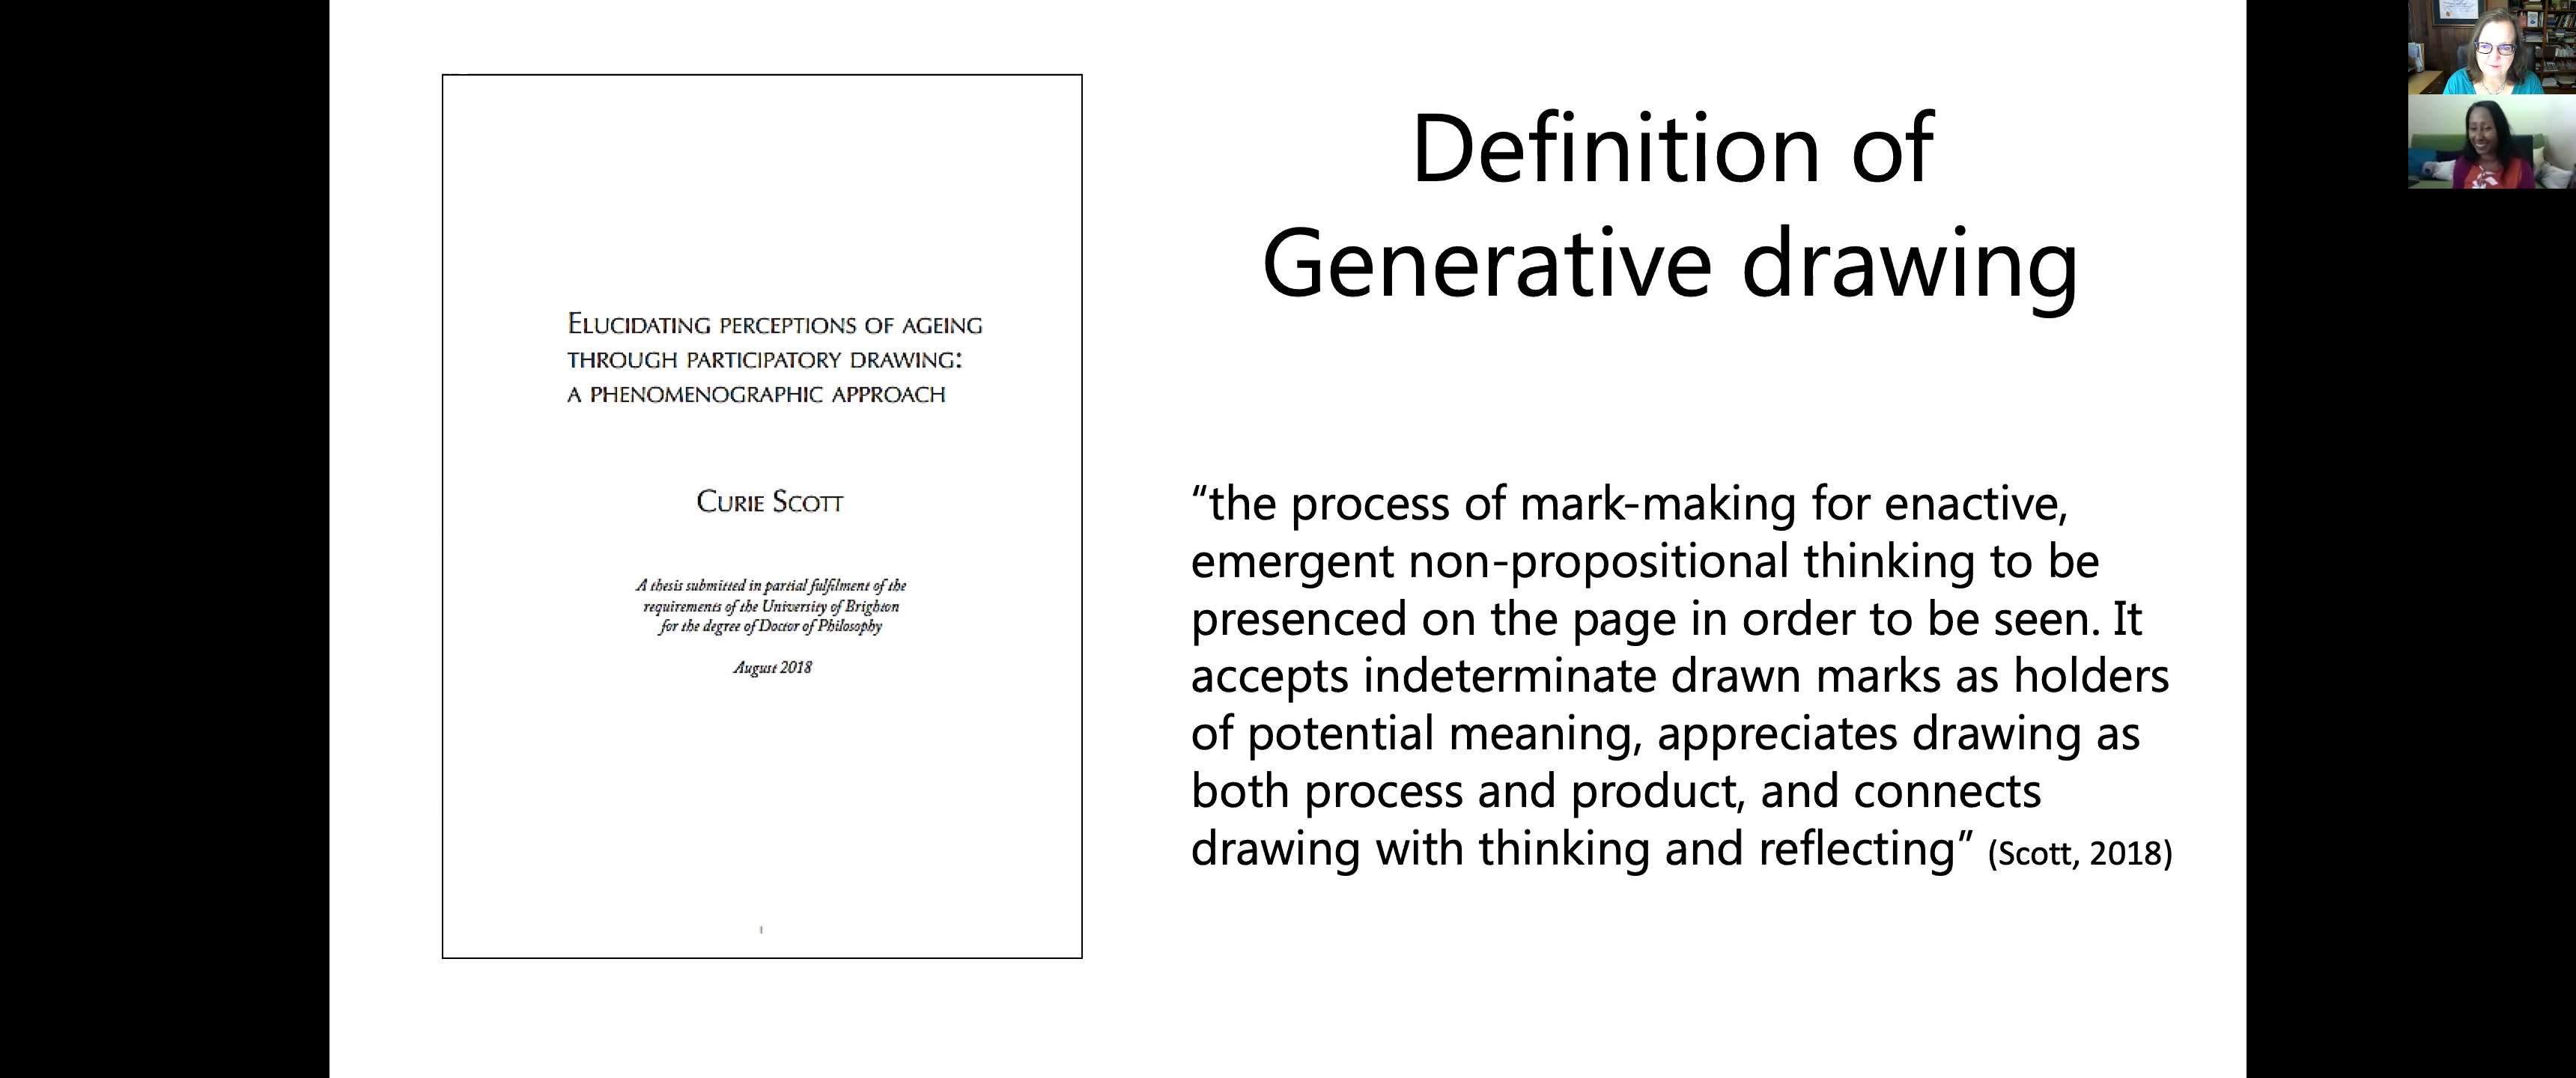 ELUCIDATING PERCEPTIONS OF AGEING
THROUGH PARTICIPATORY DRAWING:
A PHENOMENOGRAPHIC APPROACH
CURIE SCOTT
A thesis submitted in partial fulfilment of the
requirements of the University of Brighton
for the degree of Doctor of Philosophy
August 2018
Definition of
Generative drawing
“the process of mark-making for enactive,
emergent non-propositional thinking to be
presenced on the page in order to be seen. It
accepts indeterminate drawn marks as holders
of potential meaning, appreciates drawing as
both process and product, and connects
drawing with thinking and reflecting” (Scott, 2018)